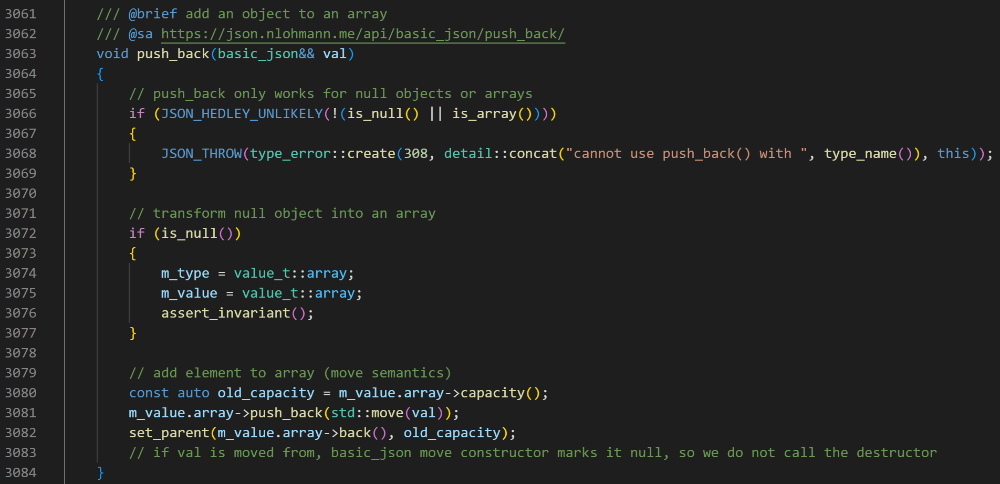 3061 /// @brief add an object to an array
3062 /// @sa https://json.nlohmann.me/api/basic_json/push_back/
3063 void push_back(basic_json&& val)
3064 {
3065     // push_back only works for null objects or arrays
3066     if (JSON_HEDLEY_UNLIKELY(!(is_null() || is_array())))
3067     {
3068         JSON_THROW(type_error::create(308, detail::concat("cannot use push_back() with ", type_name()), this));
3069     }
3070
3071     // transform null object into an array
3072     if (is_null())
3073     {
3074         m_type = value_t::array;
3075         m_value = value_t::array;
3076         assert_invariant();
3077     }
3078
3079     // add element to array (move semantics)
3080     const auto old_capacity = m_value.array->capacity();
3081     m_value.array->push_back(std::move(val));
3082     set_parent(m_value.array->back(), old_capacity);
3083     // if val is moved from, basic_json move constructor marks it null, so we do not call the destructor
3084 }